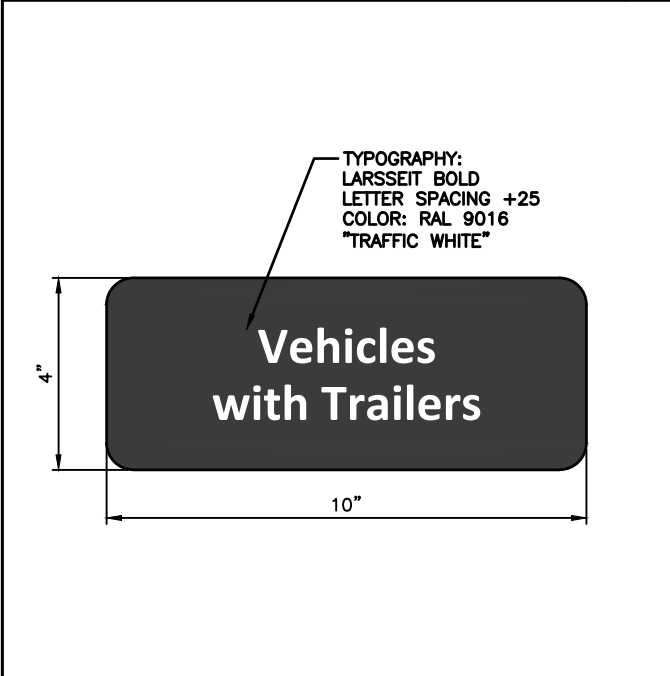 TYPOGRAPHY:
LARSSEIT BOLD
LETTER SPACING +25
COLOR: RAL 9016
"TRAFFIC WHITE"
Vehicles
with Trailers
4"
10"